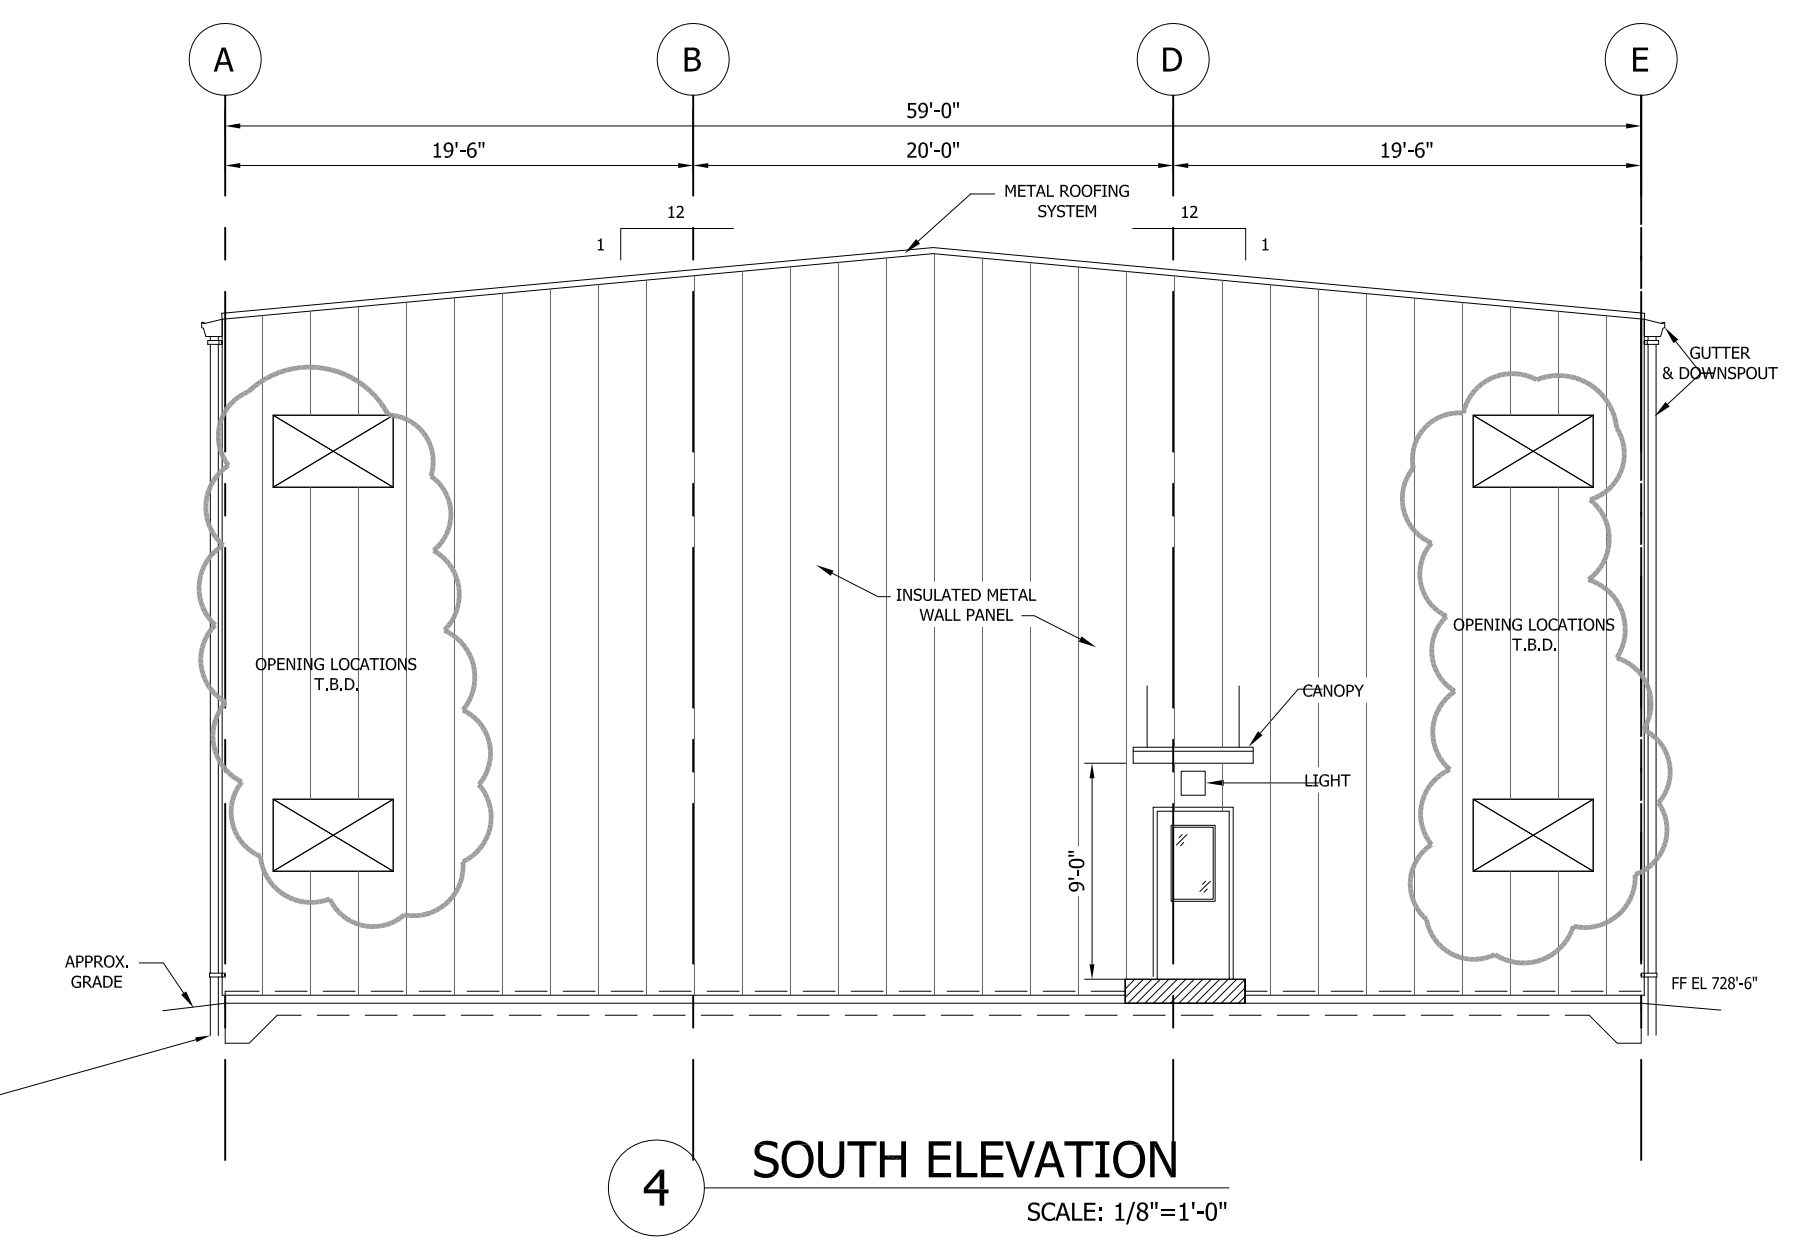 A
B
D
E
59'-0"
19'-6"
20'-0"
19'-6"
METAL ROOFING
SYSTEM
12
1
12
1
GUTTER
& DOWNSPOUT
INSULATED METAL
WALL PANEL
OPENING LOCATIONS
T.B.D.
OPENING LOCATIONS
T.B.D.
CANOPY
LIGHT
9'-0"
APPROX.
GRADE
FF EL 728'-6"
4
SOUTH ELEVATION
SCALE: 1/8"=1'-0"